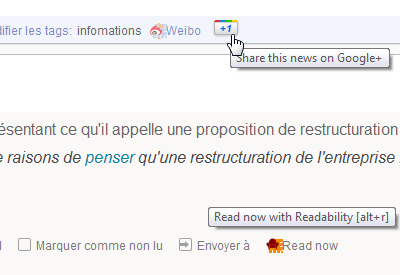 difier les tags: infomations Weibo +1
Share this news on Google+
ésentant ce qu'il appelle une proposition de restructuration
raisons de penser qu'une restructuration de l'entreprise
Read now with Readability [alt+r]
Marquer comme non lu Envoyer à Read now